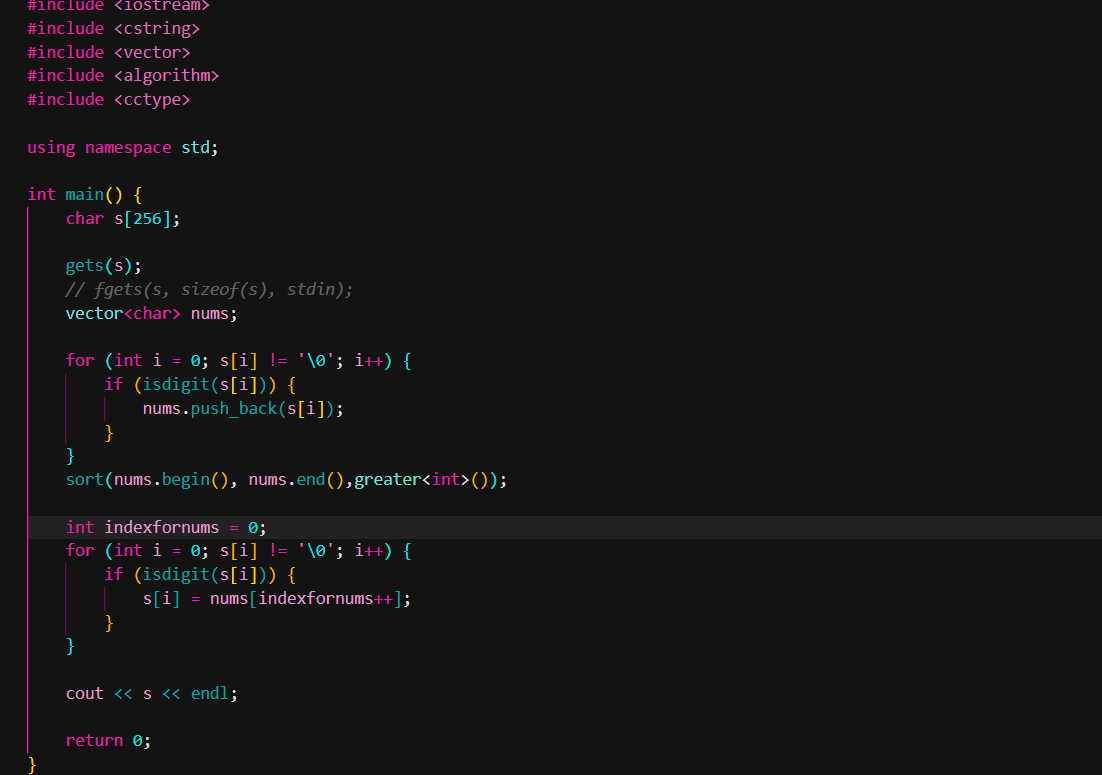 #include <iostream>
#include <cstring>
#include <vector>
#include <algorithm>
#include <cctype>

using namespace std;

int main() {
    char s[256];

    gets(s);
    // fgets(s, sizeof(s), stdin);
    vector<char> nums;

    for (int i = 0; s[i] != '\0'; i++) {
        if (isdigit(s[i])) {
            nums.push_back(s[i]);
        }
    }
    sort(nums.begin(), nums.end(),greater<int>());

    int indexfornums = 0;
    for (int i = 0; s[i] != '\0'; i++) {
        if (isdigit(s[i])) {
            s[i] = nums[indexfornums++];
        }
    }

    cout << s << endl;

    return 0;
}